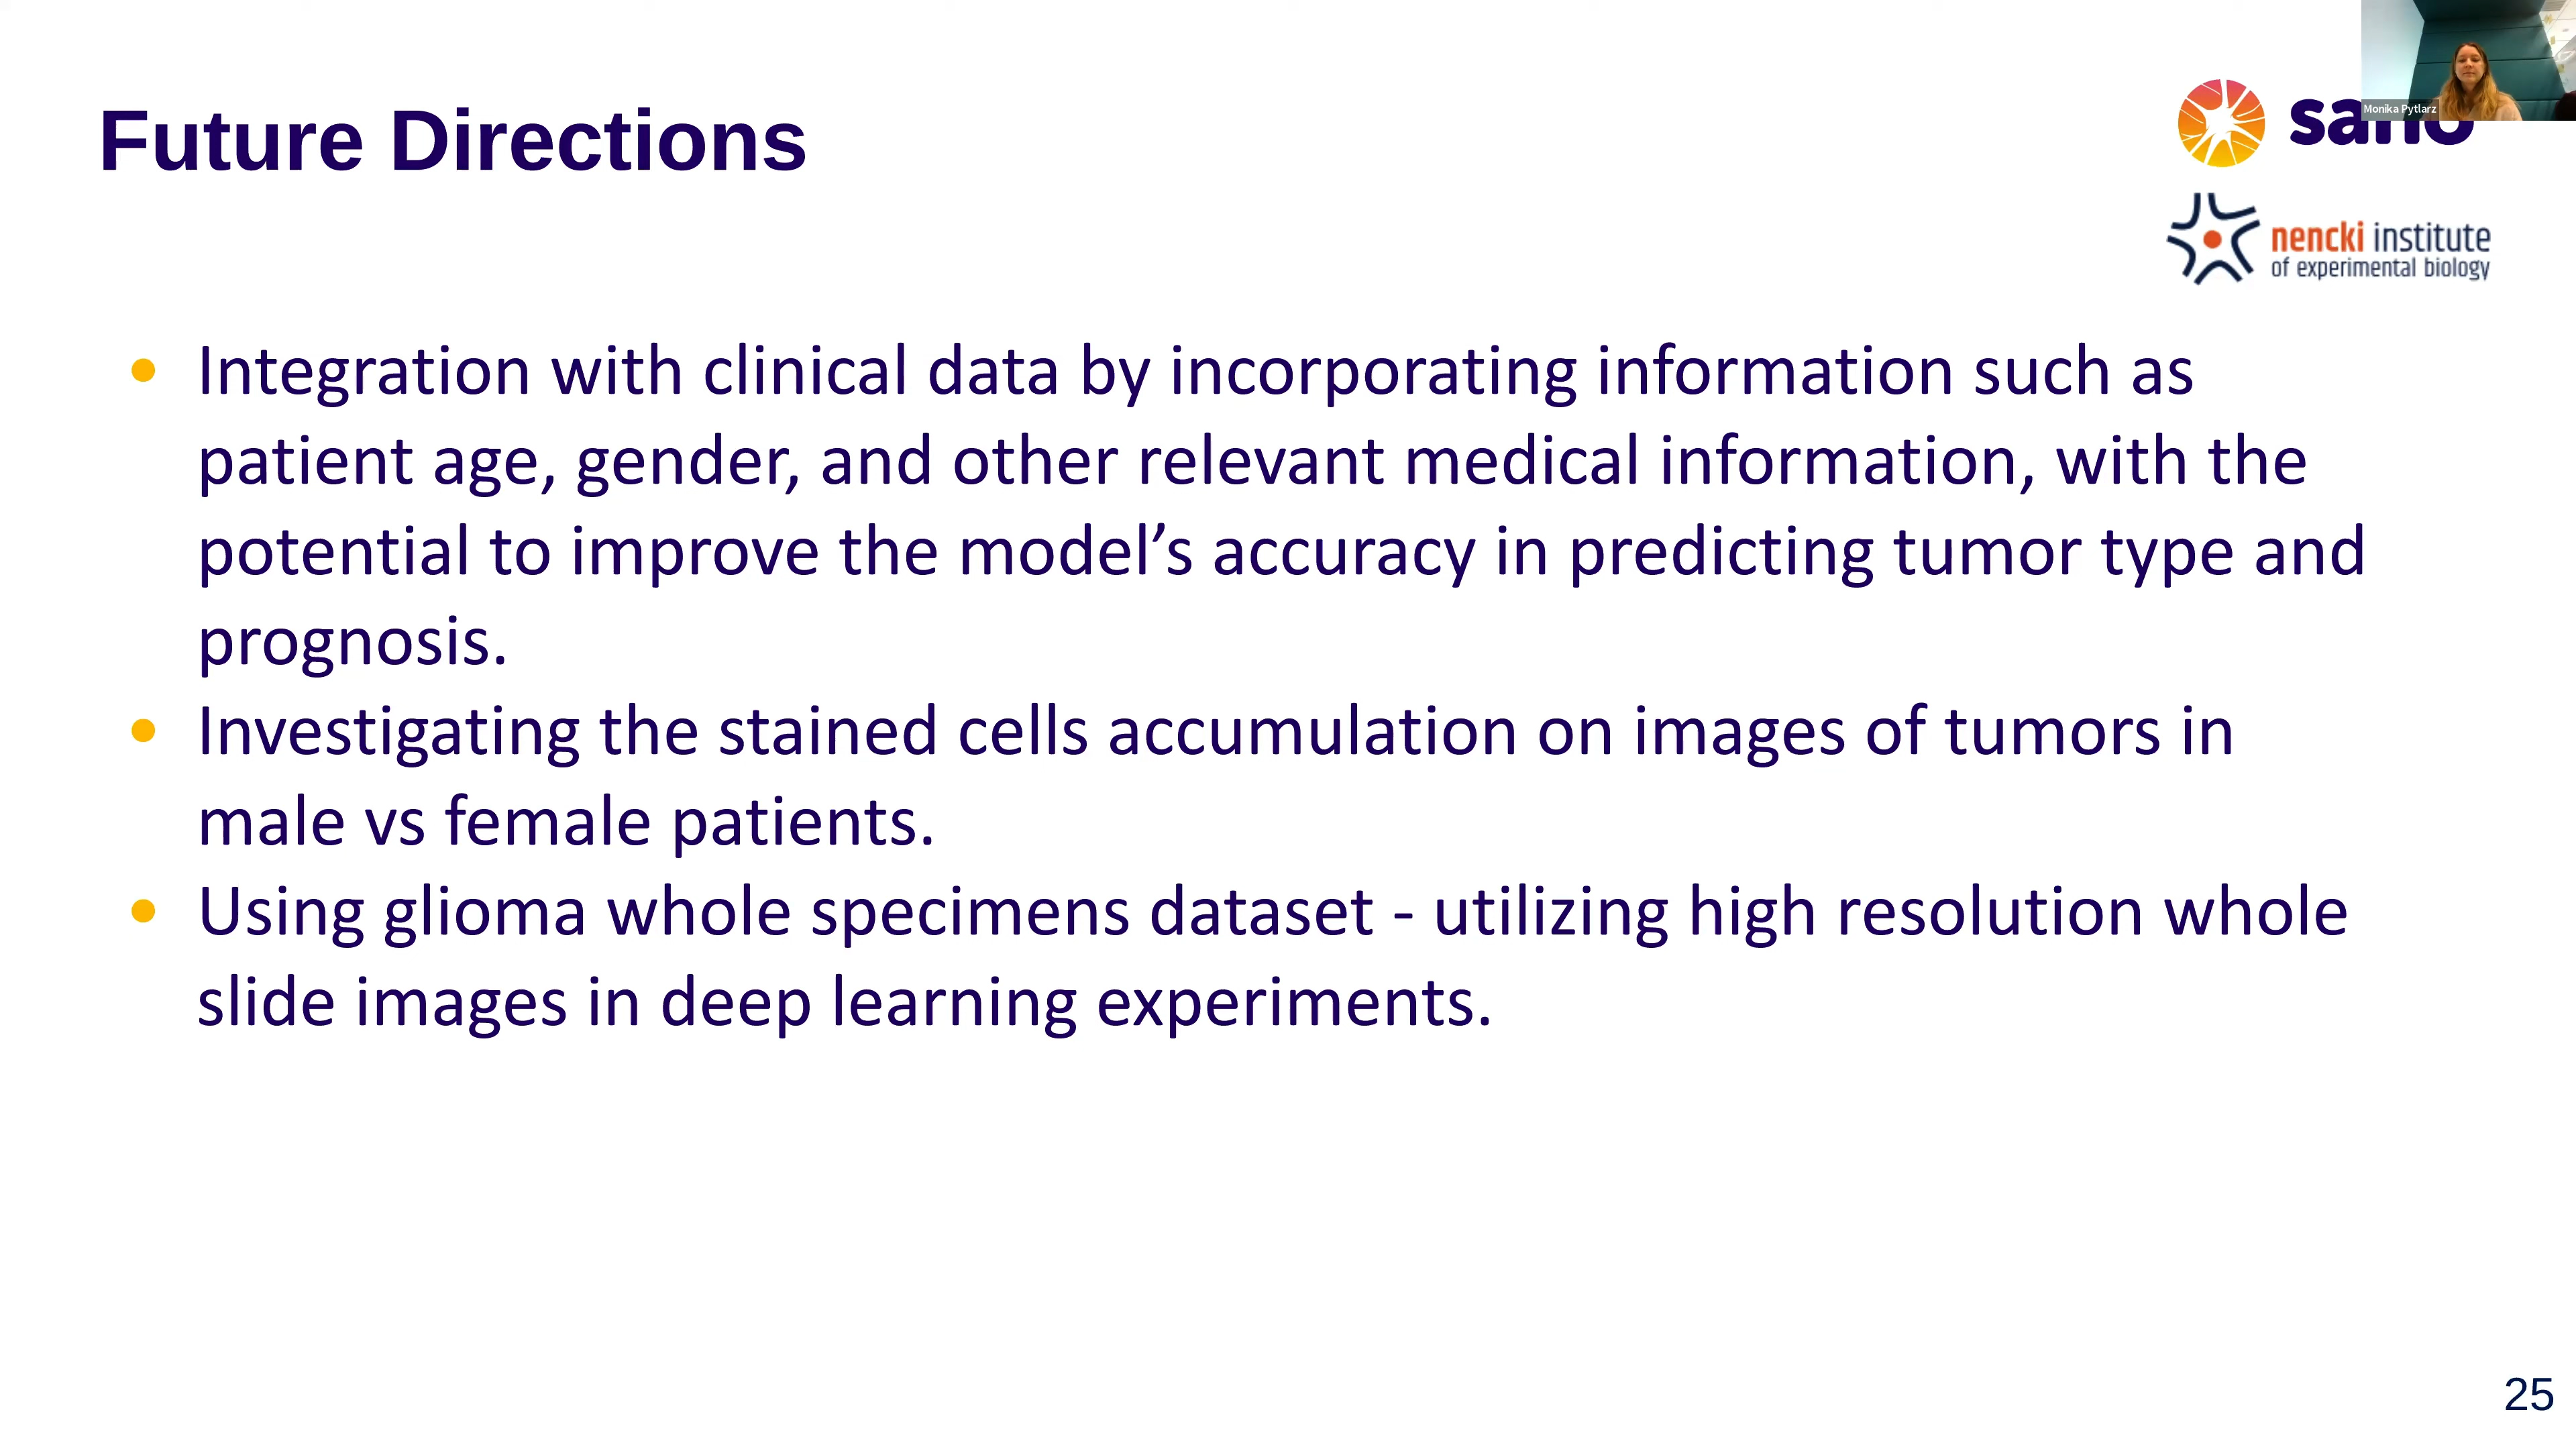 Future Directions
Monika Pytlarz
sano
nencki institute
of experimental biology
• Integration with clinical data by incorporating information such as
patient age, gender, and other relevant medical information, with the
potential to improve the model’s accuracy in predicting tumor type and
prognosis.
• Investigating the stained cells accumulation on images of tumors in
male vs female patients.
• Using glioma whole specimens dataset - utilizing high resolution whole
slide images in deep learning experiments.
25